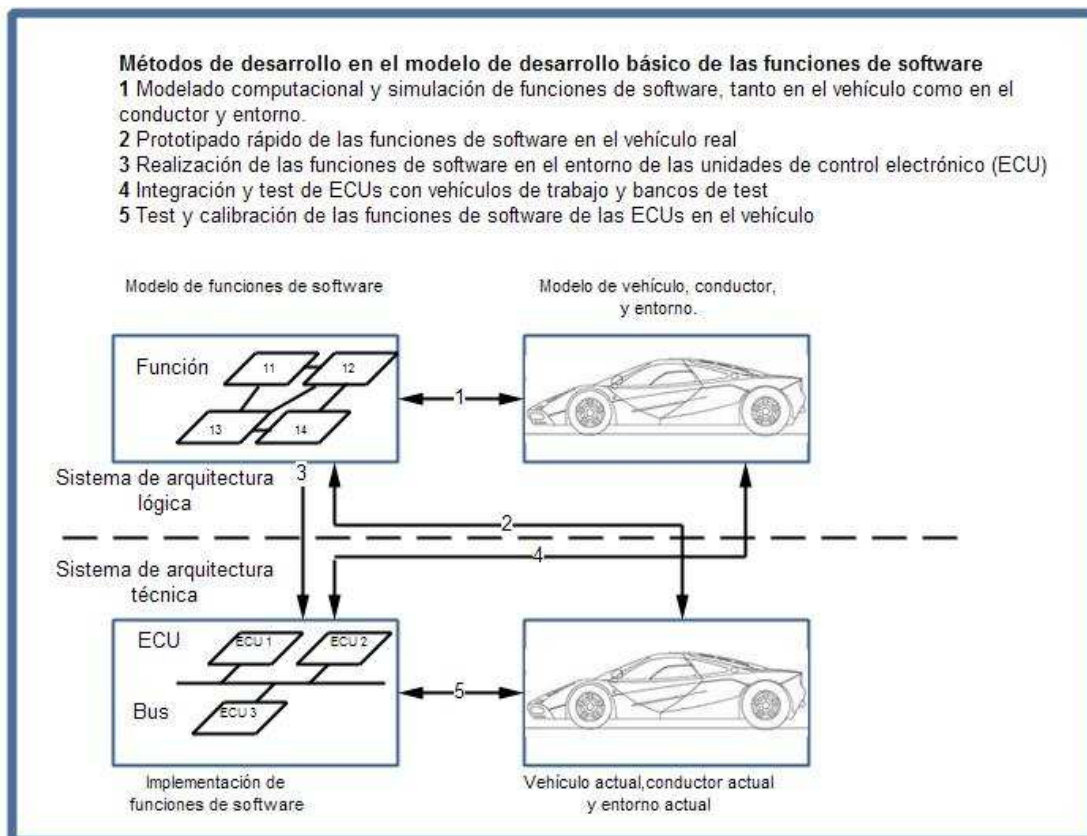 Métodos de desarrollo en el modelo de desarrollo básico de las funciones de software
1 Modelado computacional y simulación de funciones de software, tanto en el vehículo como en el
conductor y entorno.
2 Prototipado rápido de las funciones de software en el vehículo real
3 Realización de las funciones de software en el entorno de las unidades de control electrónico (ECU)
4 Integración y test de ECUs con vehículos de trabajo y bancos de test
5 Test y calibración de las funciones de software de las ECUs en el vehículo
Modelo de funciones de software
Modelo de vehículo, conductor,
y entorno.
Función
11
12
13
14
1
3
Sistema de arquitectura
lógica
2
4
Sistema de arquitectura
técnica
ECU
ECU 1
ECU 2
Bus
ECU 3
5
Implementación de
funciones de software
Vehículo actual,conductor actual
y entorno actual